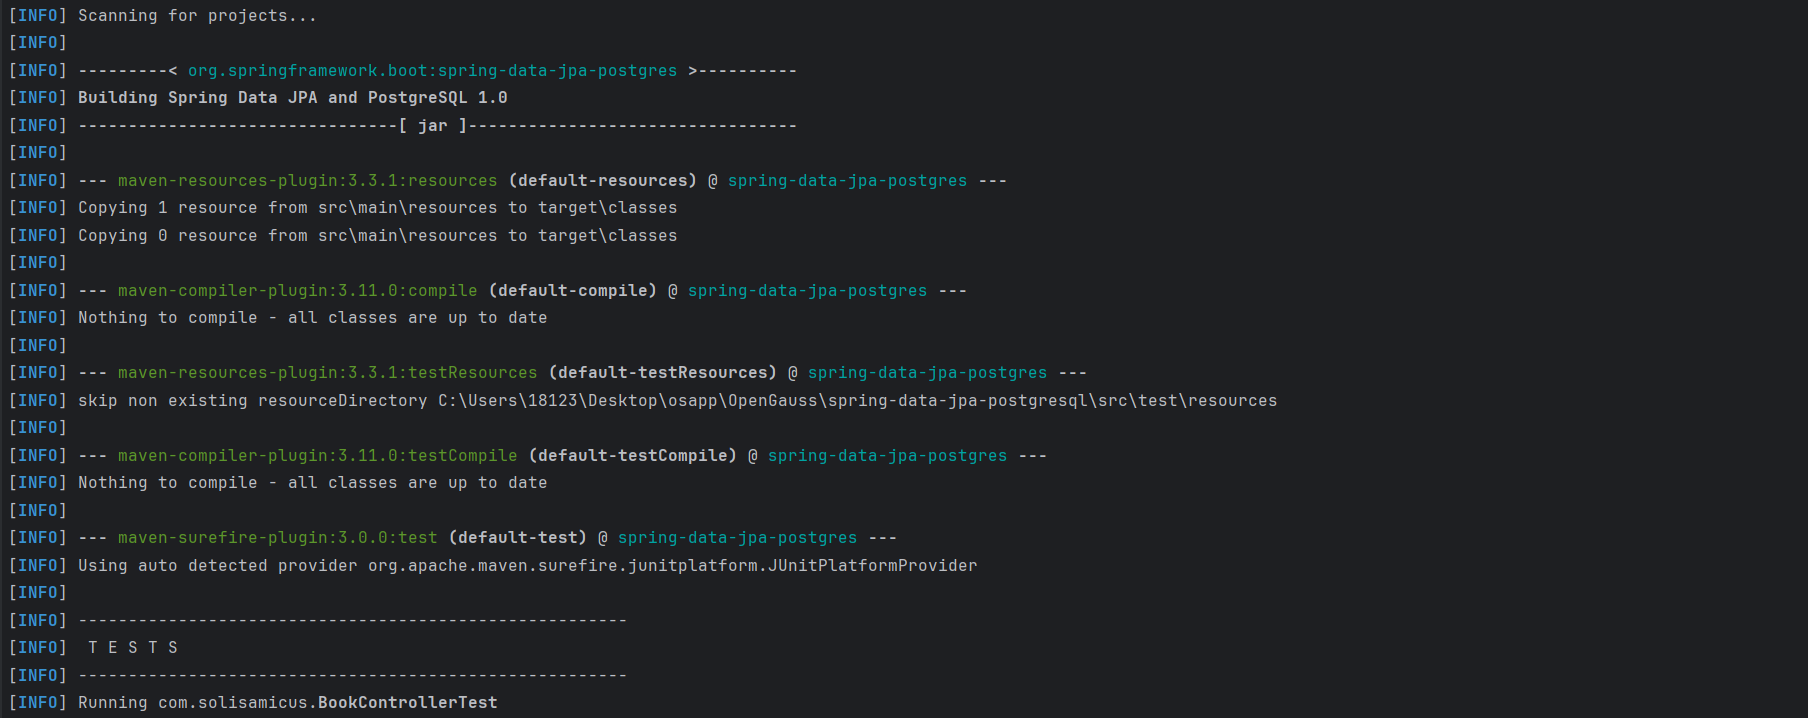 [INFO] Scanning for projects...
[INFO]
[INFO] ---------< org.springframework.boot:spring-data-jpa-postgres >----------
[INFO] Building Spring Data JPA and PostgreSQL 1.0
[INFO] --------------------------------[ jar ]---------------------------------
[INFO]
[INFO] --- maven-resources-plugin:3.3.1:resources (default-resources) @ spring-data-jpa-postgres ---
[INFO] Copying 1 resource from src\main\resources to target\classes
[INFO] Copying 0 resource from src\main\resources to target\classes
[INFO]
[INFO] --- maven-compiler-plugin:3.11.0:compile (default-compile) @ spring-data-jpa-postgres ---
[INFO] Nothing to compile - all classes are up to date
[INFO]
[INFO] --- maven-resources-plugin:3.3.1:testResources (default-testResources) @ spring-data-jpa-postgres ---
[INFO] skip non existing resourceDirectory C:\Users\18123\Desktop\osapp\OpenGauss\spring-data-jpa-postgresql\src\test\resources
[INFO]
[INFO] --- maven-compiler-plugin:3.11.0:testCompile (default-testCompile) @ spring-data-jpa-postgres ---
[INFO] Nothing to compile - all classes are up to date
[INFO]
[INFO] --- maven-surefire-plugin:3.0.0:test (default-test) @ spring-data-jpa-postgres ---
[INFO] Using auto detected provider org.apache.maven.surefire.junitplatform.JUnitPlatformProvider
[INFO]
[INFO] -------------------------------------------------------
[INFO]  T E S T S
[INFO] -------------------------------------------------------
[INFO] Running com.solisamicus.BookControllerTest